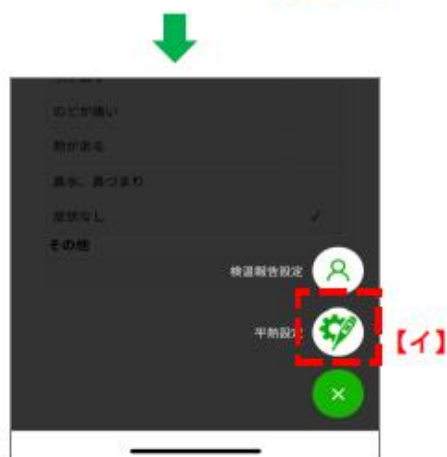 のどが痛い
熱がある
鼻水、鼻づまり
症状なし
その他
検温報告設定
平熱設定
【イ】